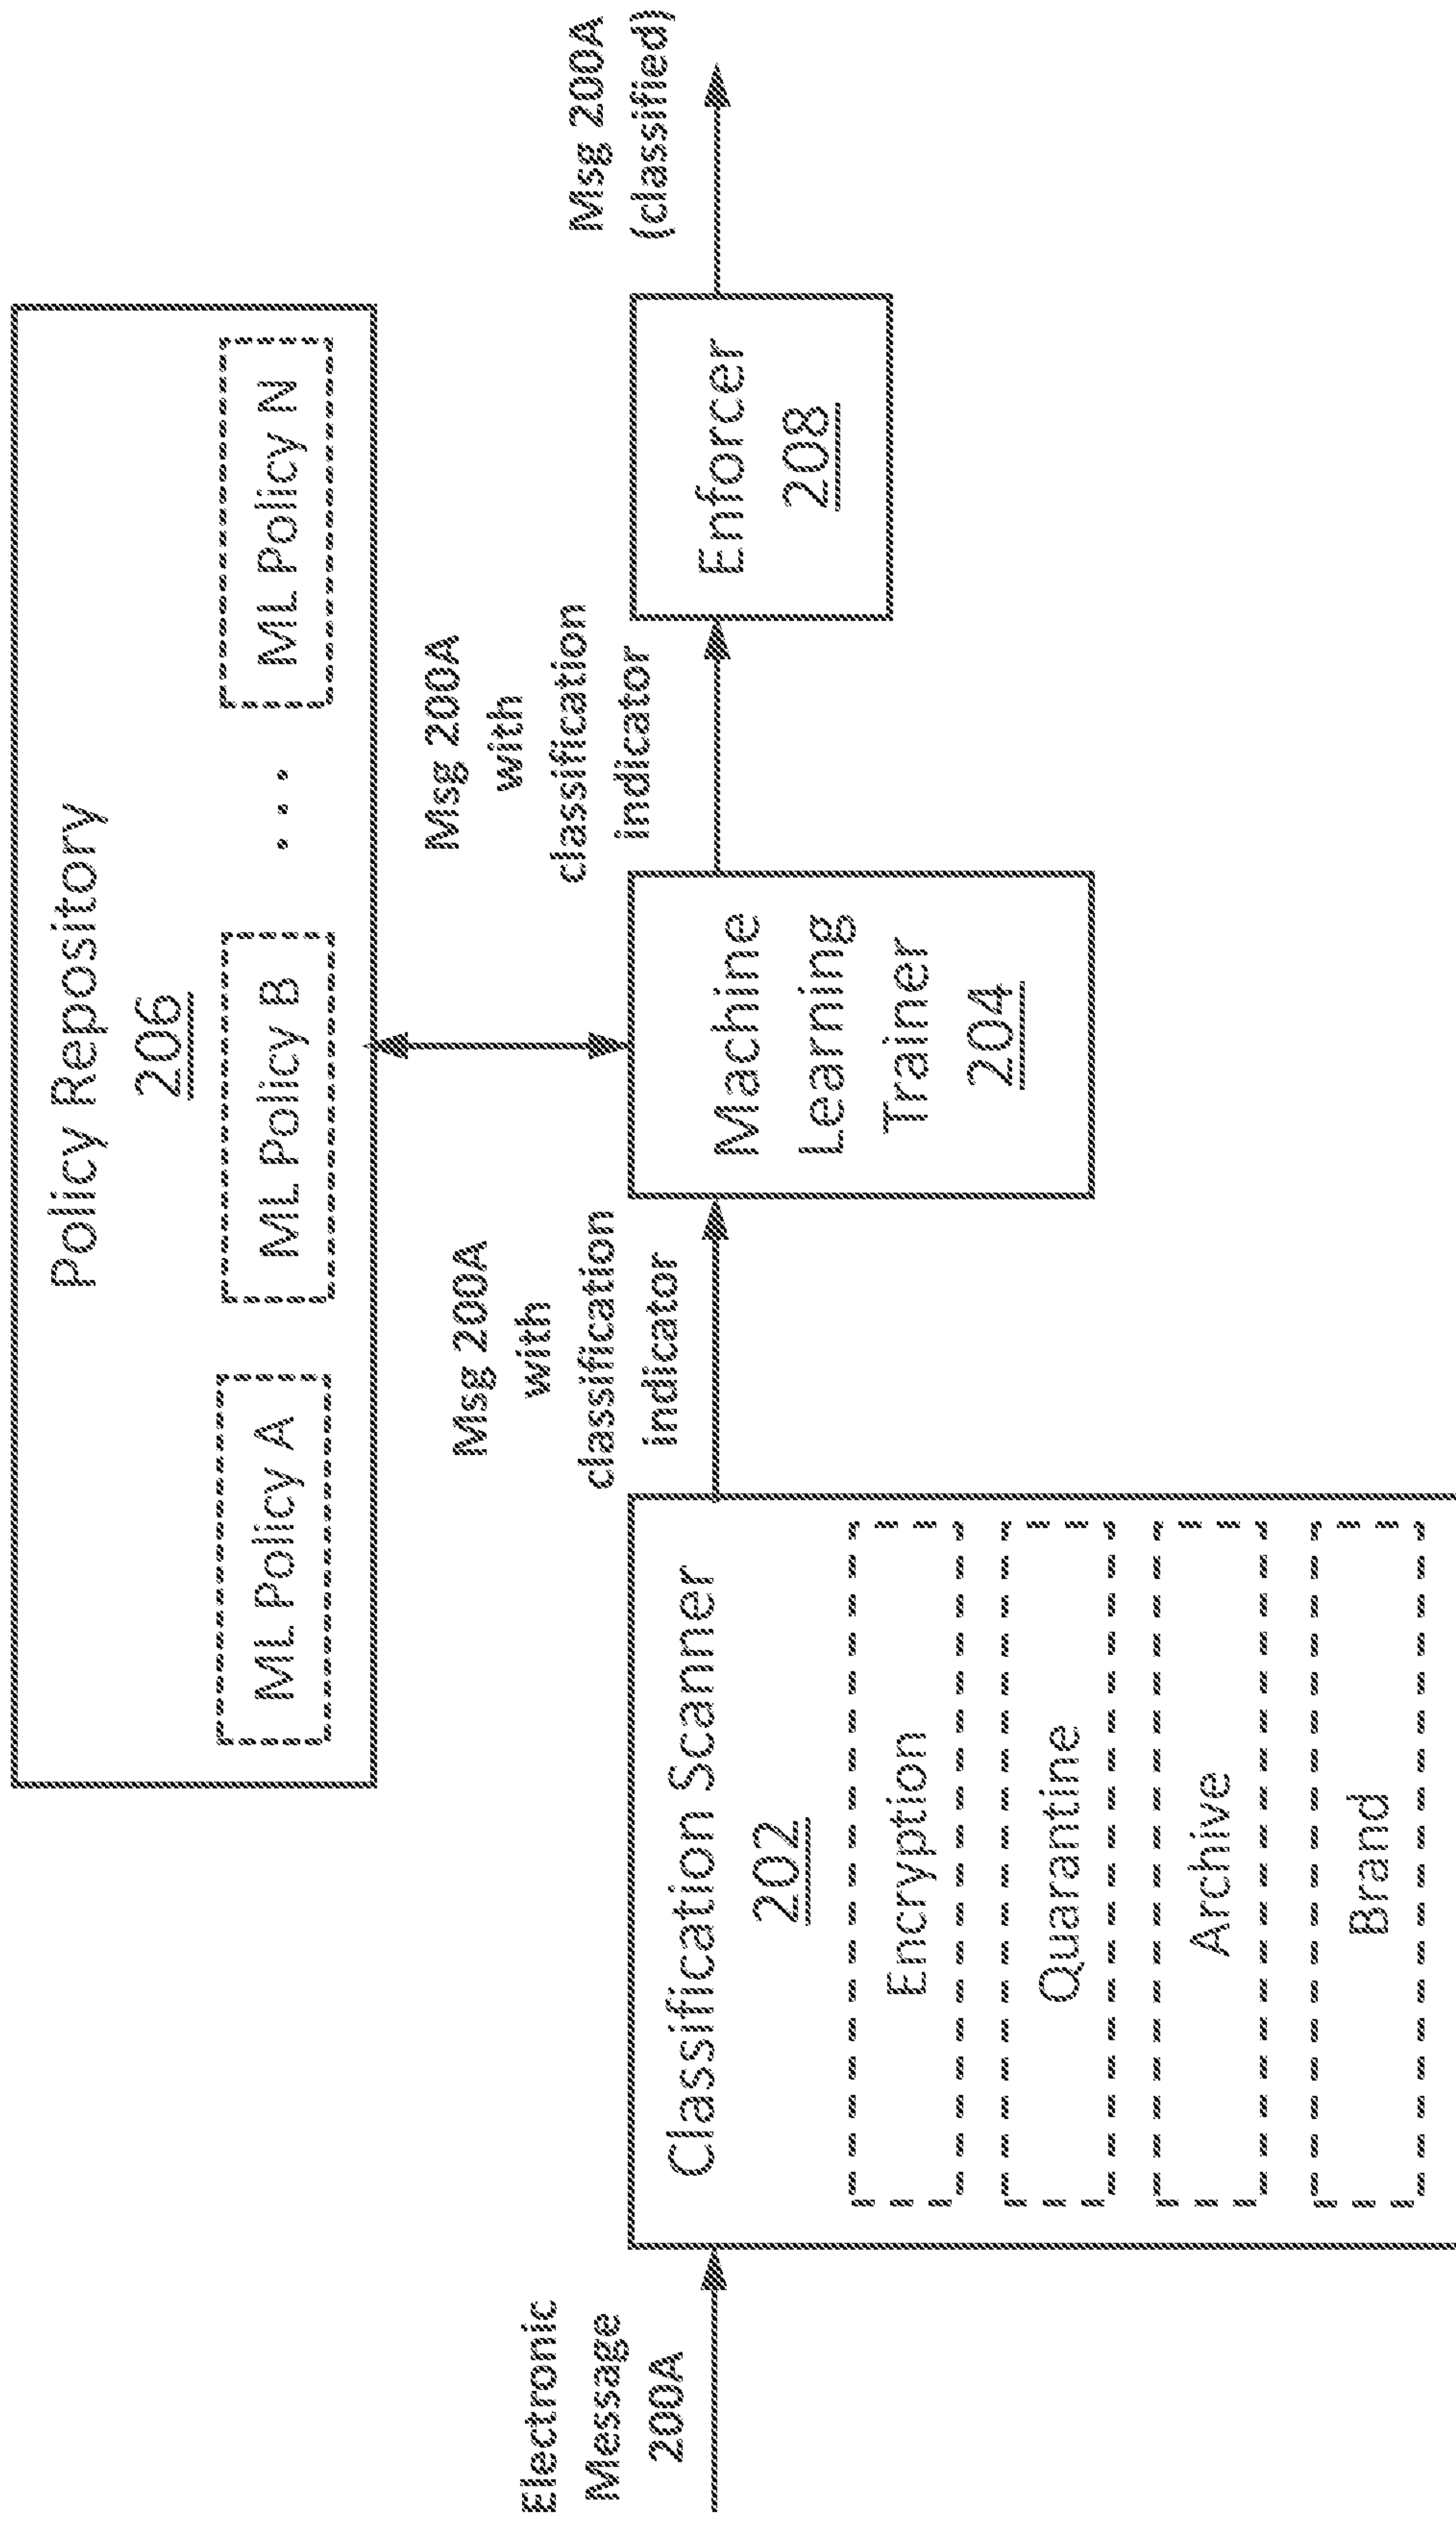 Policy Repository
206
ML Policy A
ML Policy B
. . .
ML Policy N
Electronic
Message
200A
Classification Scanner
202
Encryption
Quarantine
Archive
Brand
Msg 200A
with
classification
indicator
Machine
Learning
Trainer
204
Msg 200A
with
classification
indicator
Enforcer
208
Msg 200A
(classified)